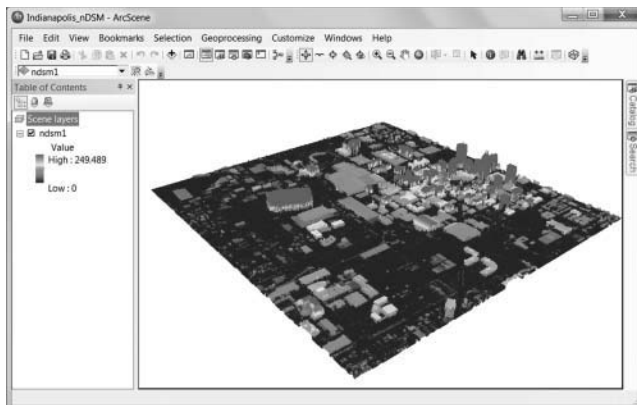 Indianapolis_nDSM - ArcScene
File Edit View Bookmarks Selection Geoprocessing Customize Windows Help
ndsm1
Table of Contents
Scene layers
ndsm1
Value
High : 249.489
Low : 0
Catalog
Search